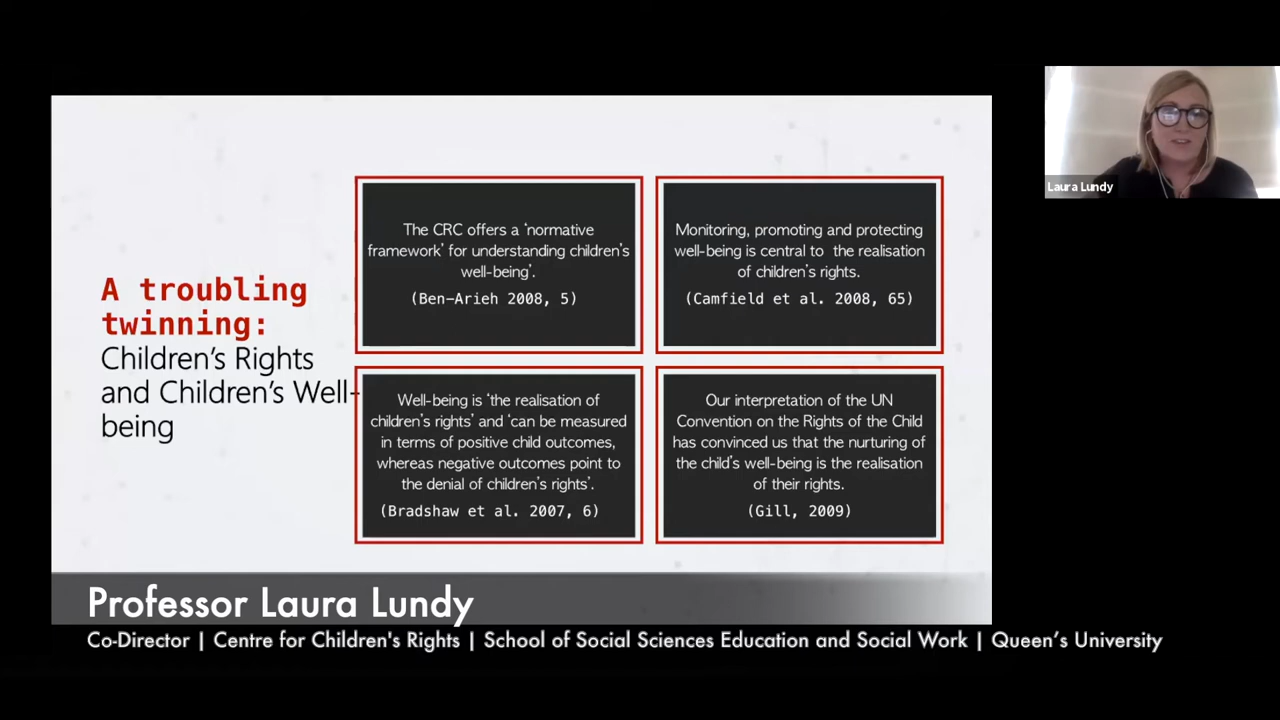 A troubling
twinning:
Children's Rights
and Children's Well-
being
The CRC offers a 'normative
framework' for understanding children's
well-being'.
(Ben-Arieh 2008, 5)
Monitoring, promoting and protecting
well-being is central to the realisation
of children's rights.
(Camfield et al. 2008, 65)
Well-being is 'the realisation of
children's rights' and 'can be measured
in terms of positive child outcomes,
whereas negative outcomes point to
the denial of children's rights'.
(Bradshaw et al. 2007, 6)
Our interpretation of the UN
Convention on the Rights of the Child
has convinced us that the nurturing of
the child's well-being is the realisation
of their rights.
(Gill, 2009)
Laura Lundy
Professor Laura Lundy
Co-Director | Centre for Children's Rights | School of Social Sciences Education and Social Work | Queen's University